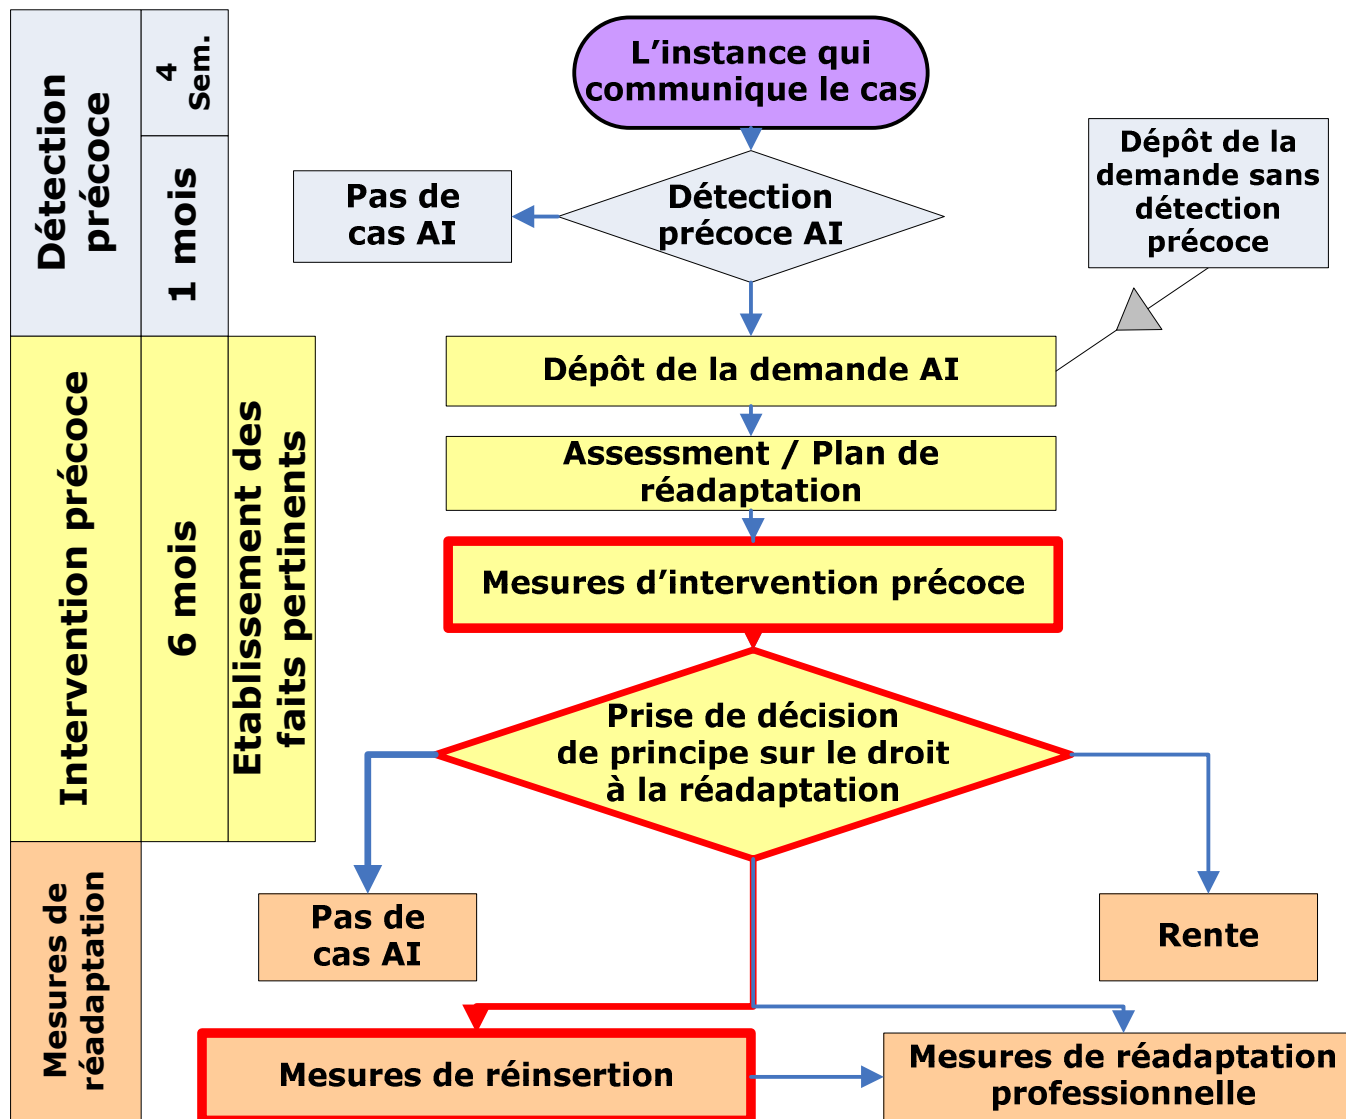 Détection
précoce
4
Sem.
1 mois
L’instance qui
communique le cas
Pas de
cas AI
Détection
précoce AI
Dépôt de la
demande sans
détection
précoce
Intervention précoce
6 mois
Etablissement des
faits pertinents
Dépôt de la demande AI
Assessment / Plan de
réadaptation
Mesures d’intervention précoce
Prise de décision
de principe sur le droit
à la réadaptation
Mesures de
réadaptation
Pas de
cas AI
Rente
Mesures de réinsertion
Mesures de réadaptation
professionnelle